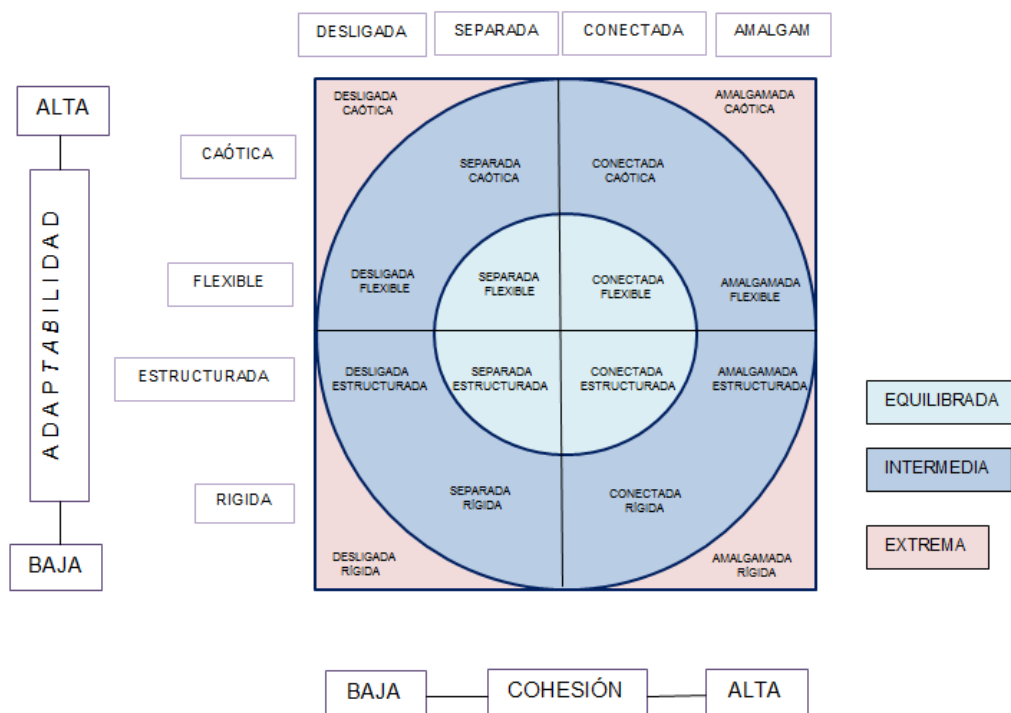 DESLIGADA
SEPARADA
CONECTADA
AMALGAM
ALTA
ADAPTABILIDAD
BAJA
CAÓTICA
FLEXIBLE
ESTRUCTURADA
RIGIDA
DESLIGADA
CAÓTICA
AMALGAMADA
CAÓTICA
SEPARADA
CAÓTICA
CONECTADA
CAÓTICA
DESLIGADA
FLEXIBLE
SEPARADA
FLEXIBLE
CONECTADA
FLEXIBLE
AMALGAMADA
FLEXIBLE
DESLIGADA
ESTRUCTURADA
SEPARADA
ESTRUCTURADA
CONECTADA
ESTRUCTURADA
AMALGAMADA
ESTRUCTURADA
SEPARADA
RÍGIDA
CONECTADA
RÍGIDA
DESLIGADA
RÍGIDA
AMALGAMADA
RÍGIDA
EQUILIBRADA
INTERMEDIA
EXTREMA
BAJA
COHESIÓN
ALTA